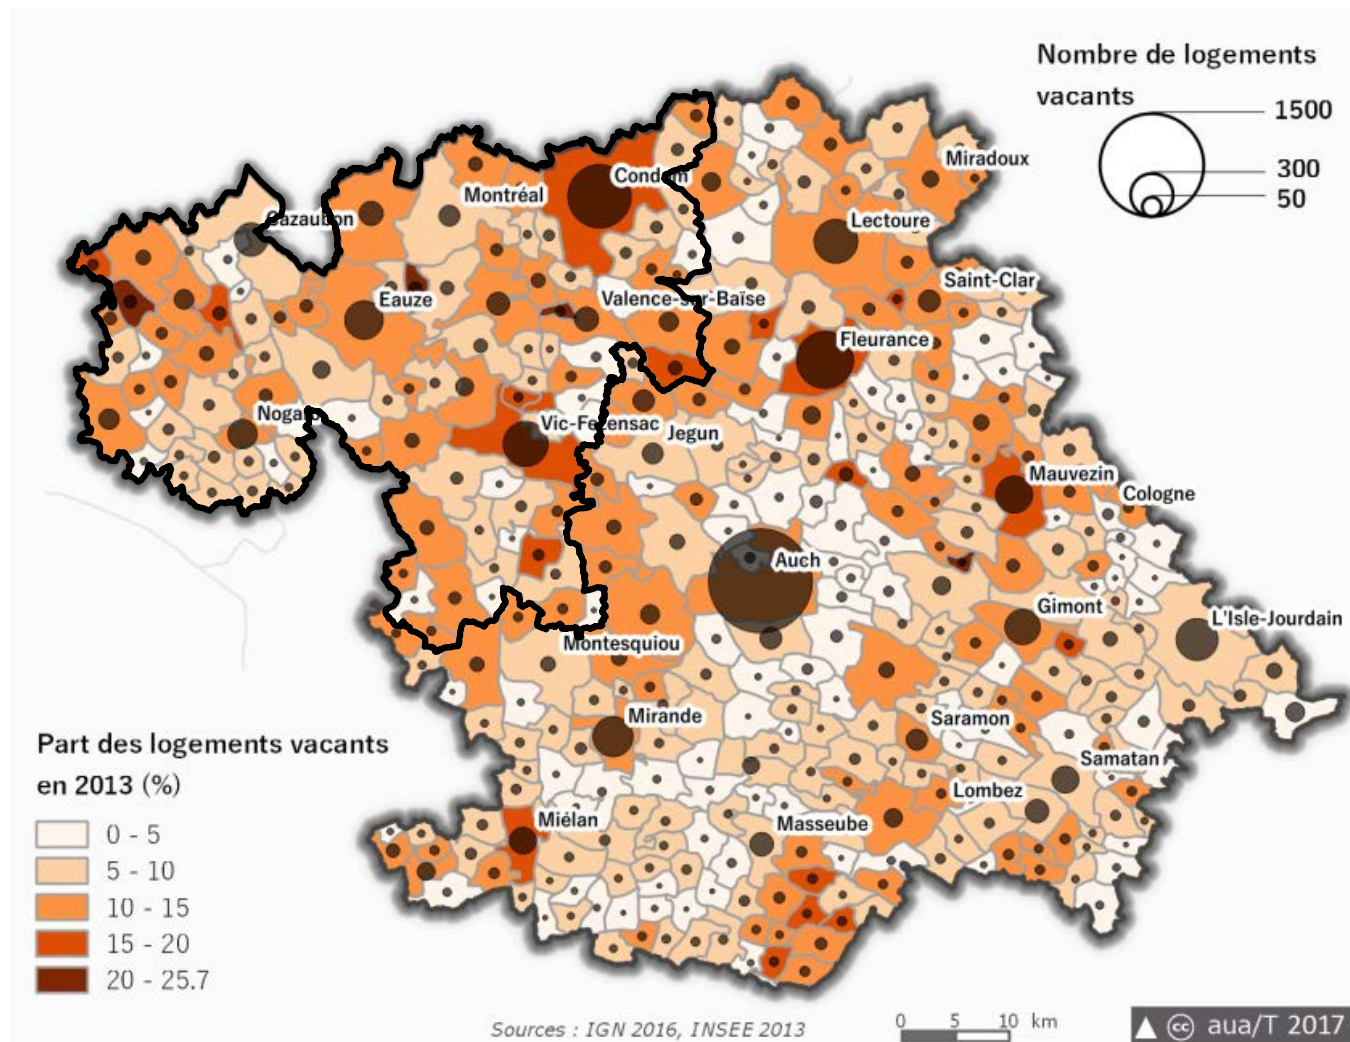 Nombre de logements
vacants
1500
300
50
Miradoux
Condom
Montréal
Cazaubon
Lectoure
Saint-Clar
Eauze
Valence-sur-Baïse
Fleurance
Nogaro
Vic-Fezensac
Jegun
Mauvezin
Cologne
Auch
Gimont
L'Isle-Jourdain
Montesquiou
Mirande
Saramon
Samatan
Lombez
Miélan
Masseube
Part des logements vacants
en 2013 (%)
0 - 5
5 - 10
10 - 15
15 - 20
20 - 25.7
Sources : IGN 2016, INSEE 2013
0 5 10 km
cc aua/T 2017